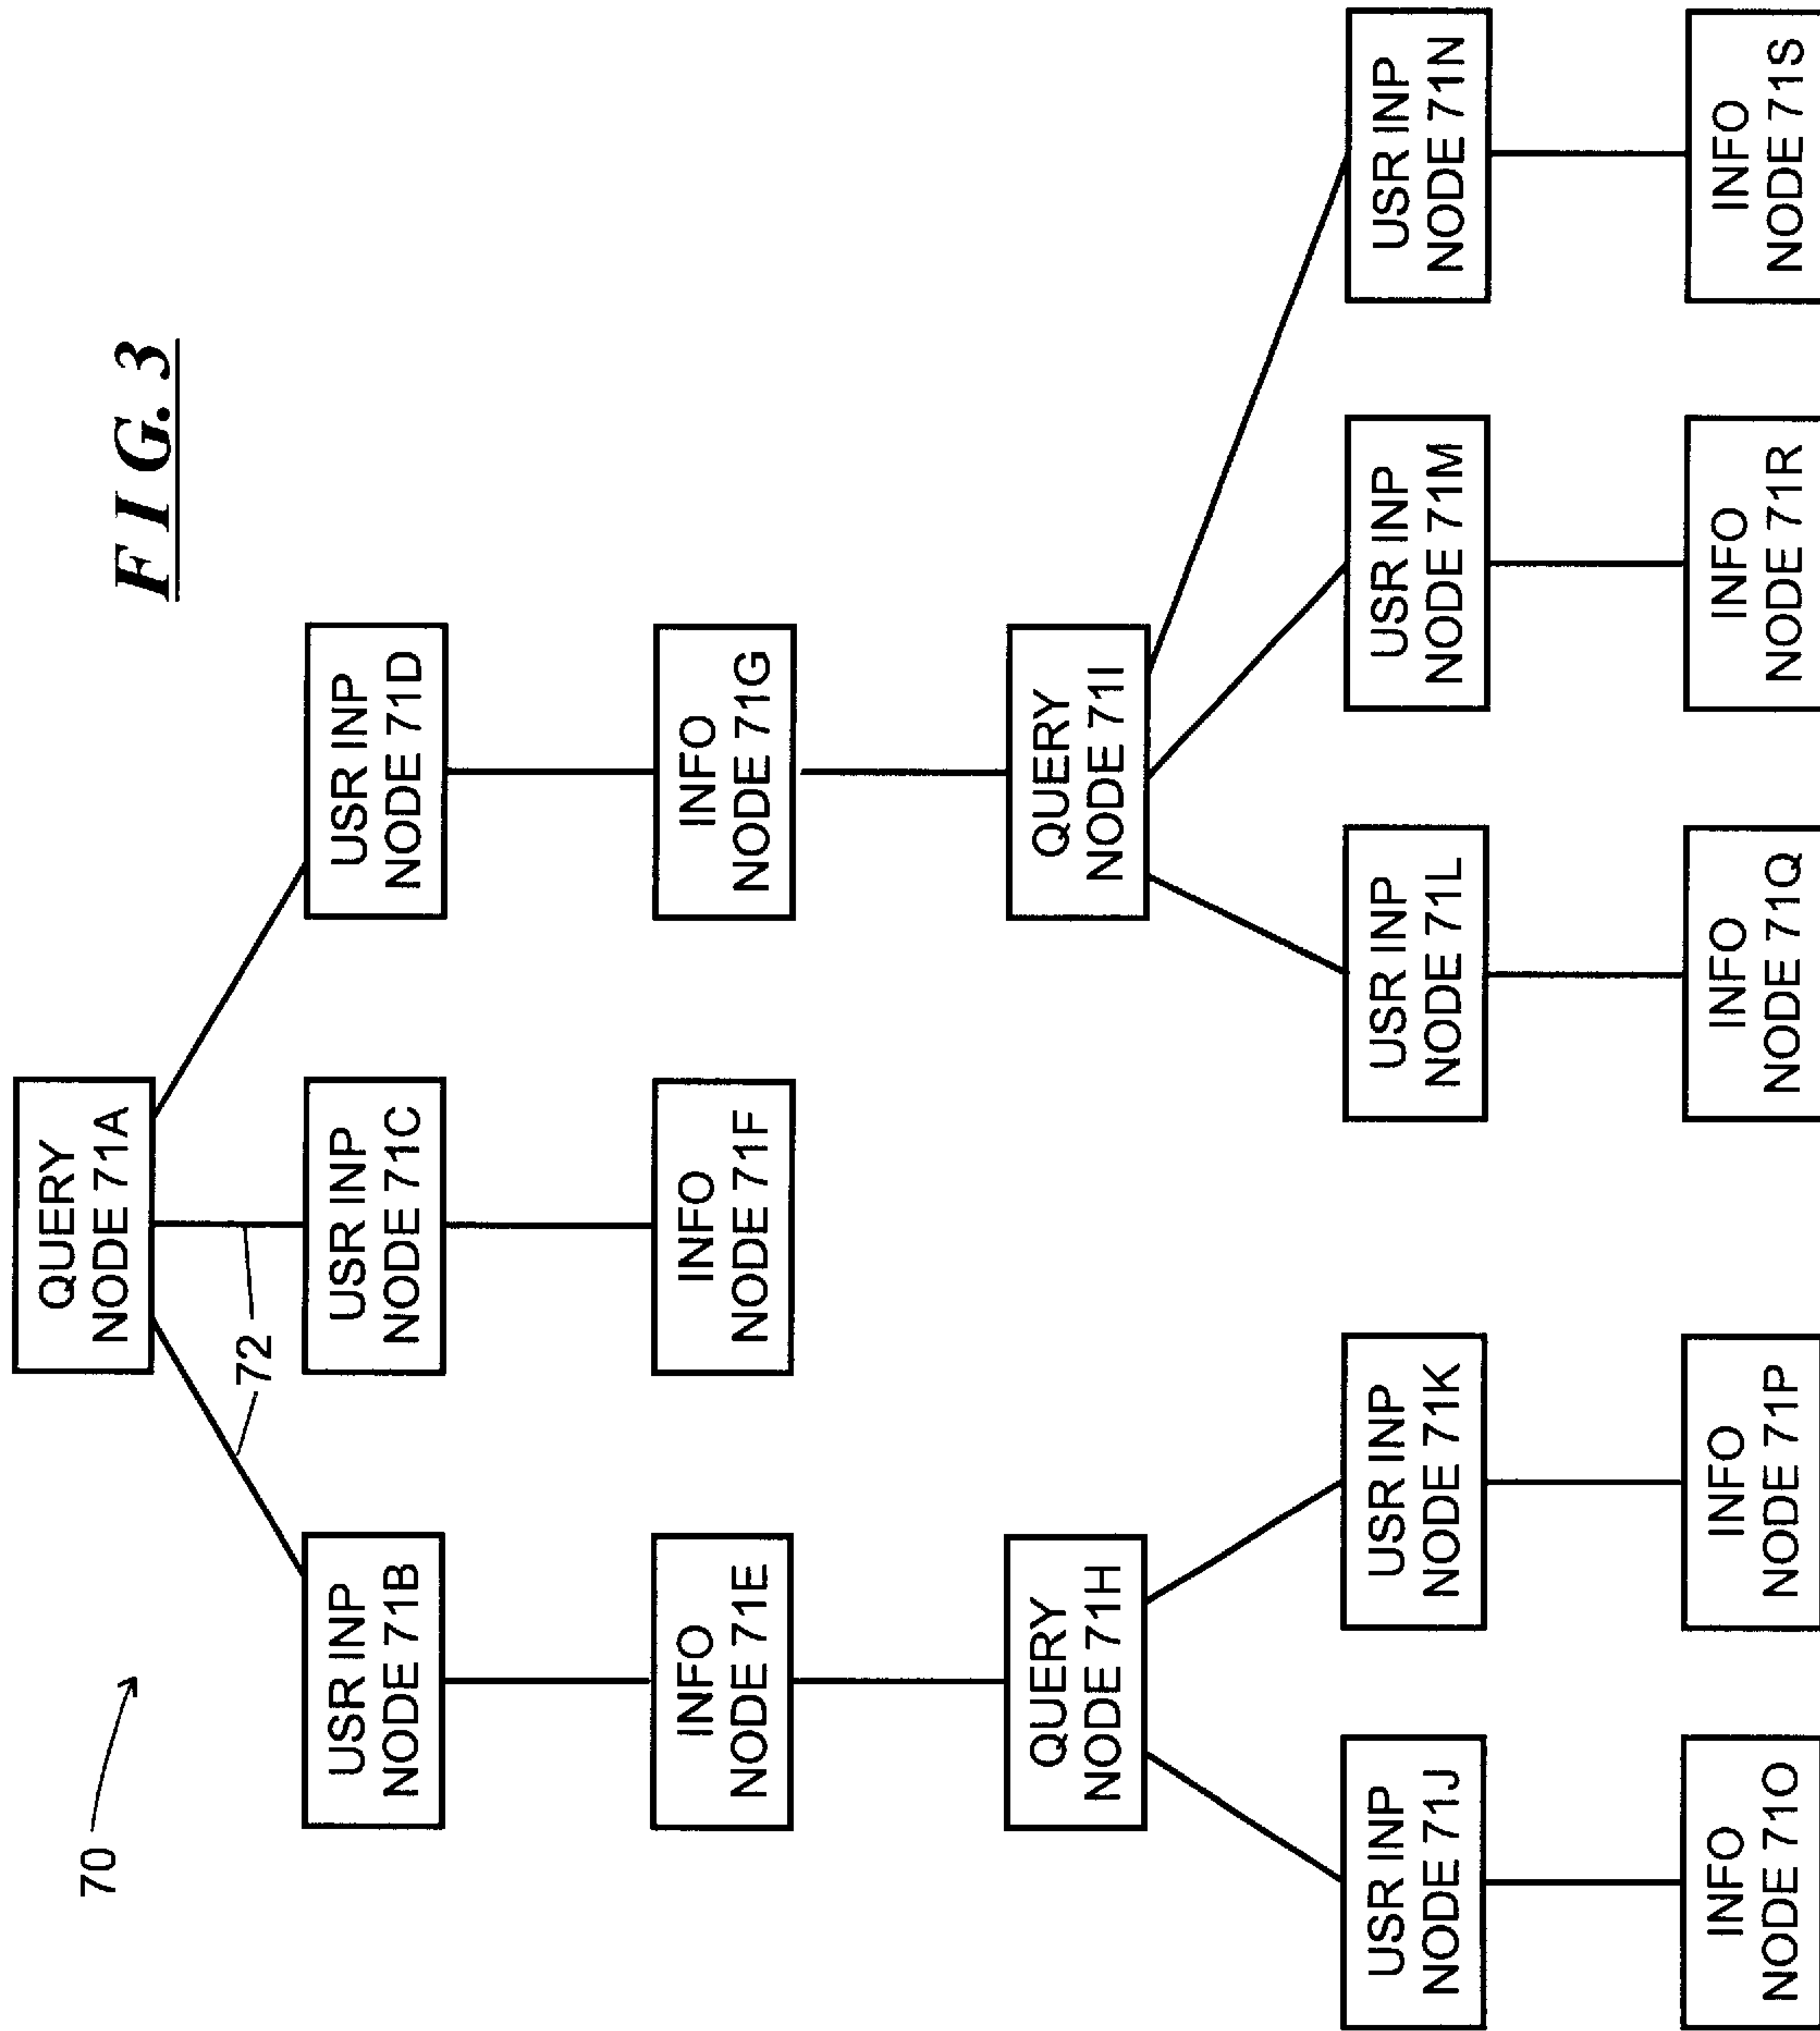 FIG. 3
70
QUERY
NODE 71A
72
USR INP
NODE 71B
USR INP
NODE 71C
USR INP
NODE 71D
INFO
NODE 71E
INFO
NODE 71F
INFO
NODE 71G
QUERY
NODE 71H
QUERY
NODE 71I
USR INP
NODE 71J
USR INP
NODE 71K
USR INP
NODE 71L
USR INP
NODE 71M
USR INP
NODE 71N
INFO
NODE 71O
INFO
NODE 71P
INFO
NODE 71Q
INFO
NODE 71R
INFO
NODE 71S